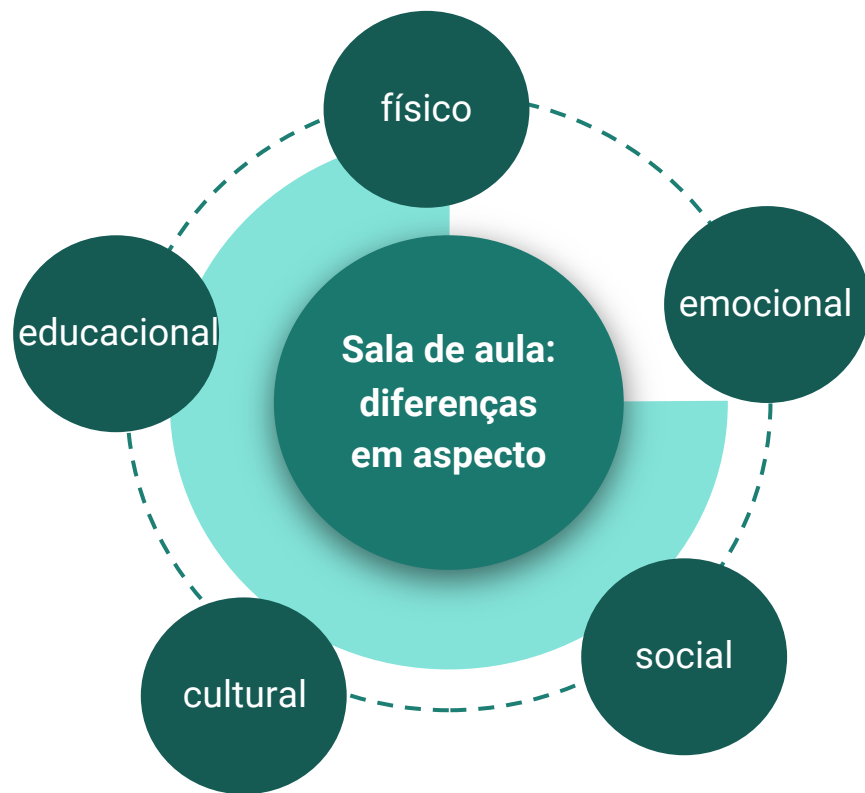 físico
emocional
educacional
Sala de aula:
diferenças
em aspecto
social
cultural